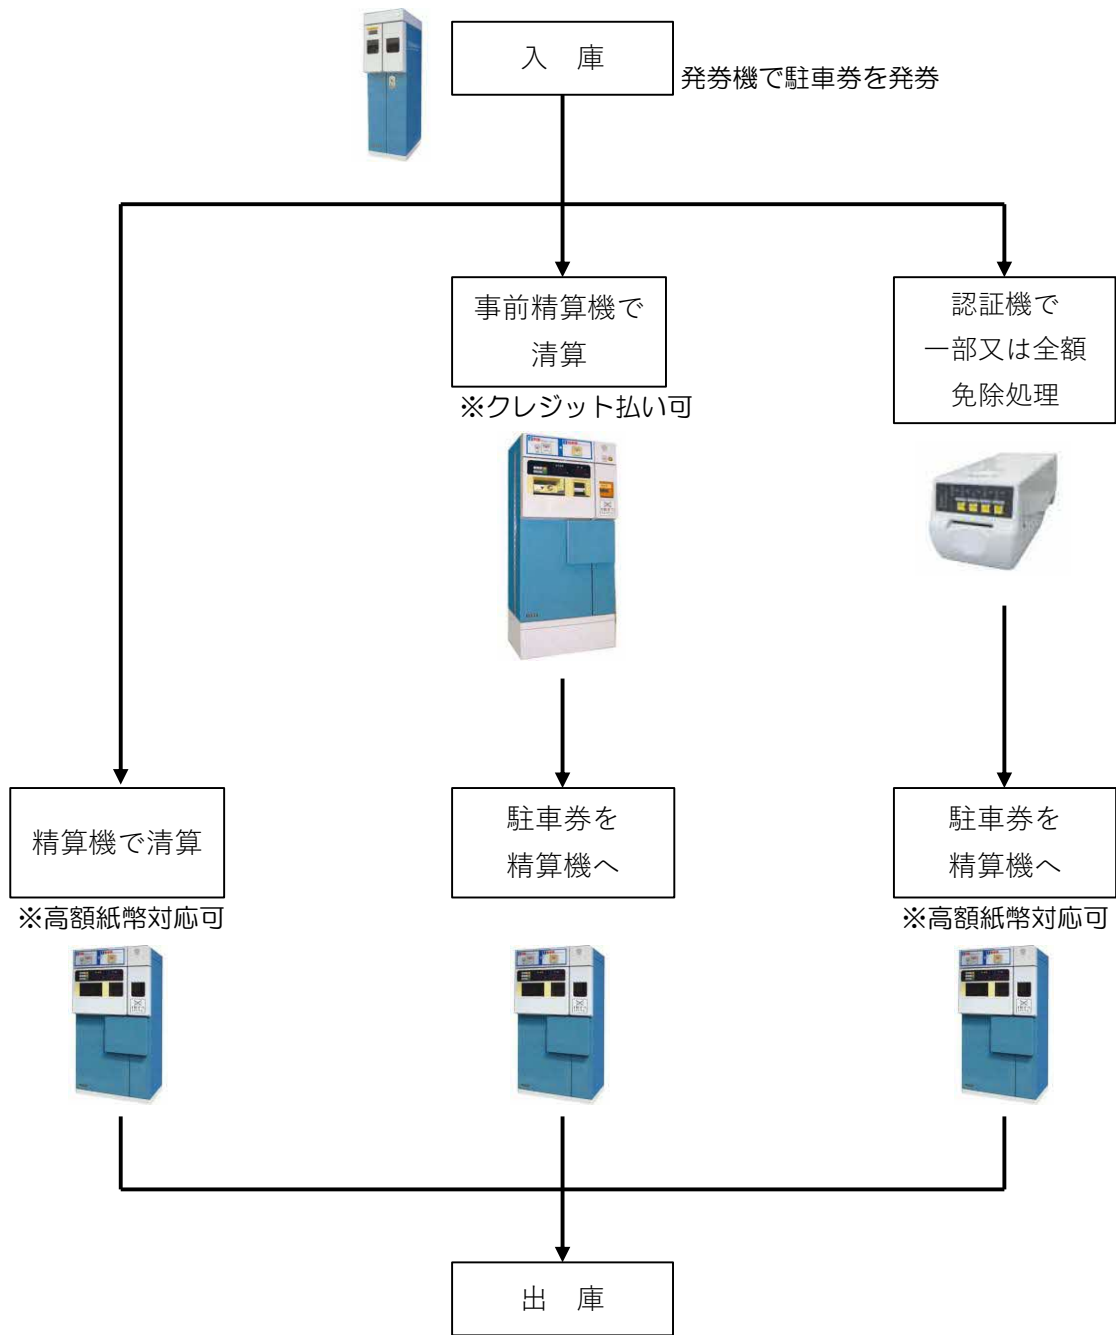 入　庫
発券機で駐車券を発券
事前精算機で
清算
※クレジット払い可
認証機で
一部又は全額
免除処理
精算機で清算
※高額紙幣対応可
駐車券を
精算機へ
駐車券を
精算機へ
※高額紙幣対応可
出　庫